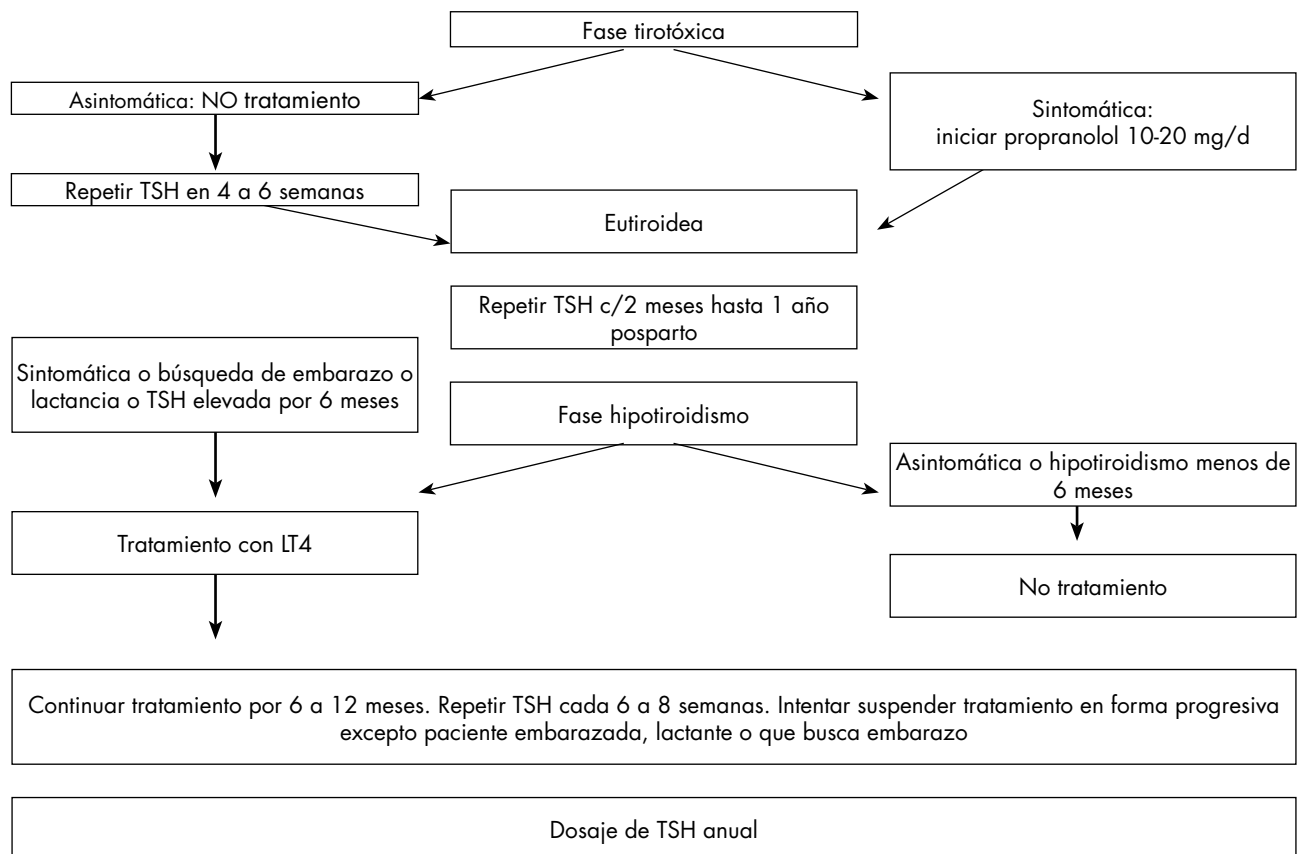 Fase tirotóxica
Asintomática: NO tratamiento
Sintomática:
iniciar propranolol 10-20 mg/d
Repetir TSH en 4 a 6 semanas
Eutiroidea
Repetir TSH c/2 meses hasta 1 año
posparto
Sintomática o búsqueda de embarazo o
lactancia o TSH elevada por 6 meses
Fase hipotiroidismo
Asintomática o hipotiroidismo menos de
6 meses
Tratamiento con LT4
No tratamiento
Continuar tratamiento por 6 a 12 meses. Repetir TSH cada 6 a 8 semanas. Intentar suspender tratamiento en forma progresiva
excepto paciente embarazada, lactante o que busca embarazo
Dosaje de TSH anual